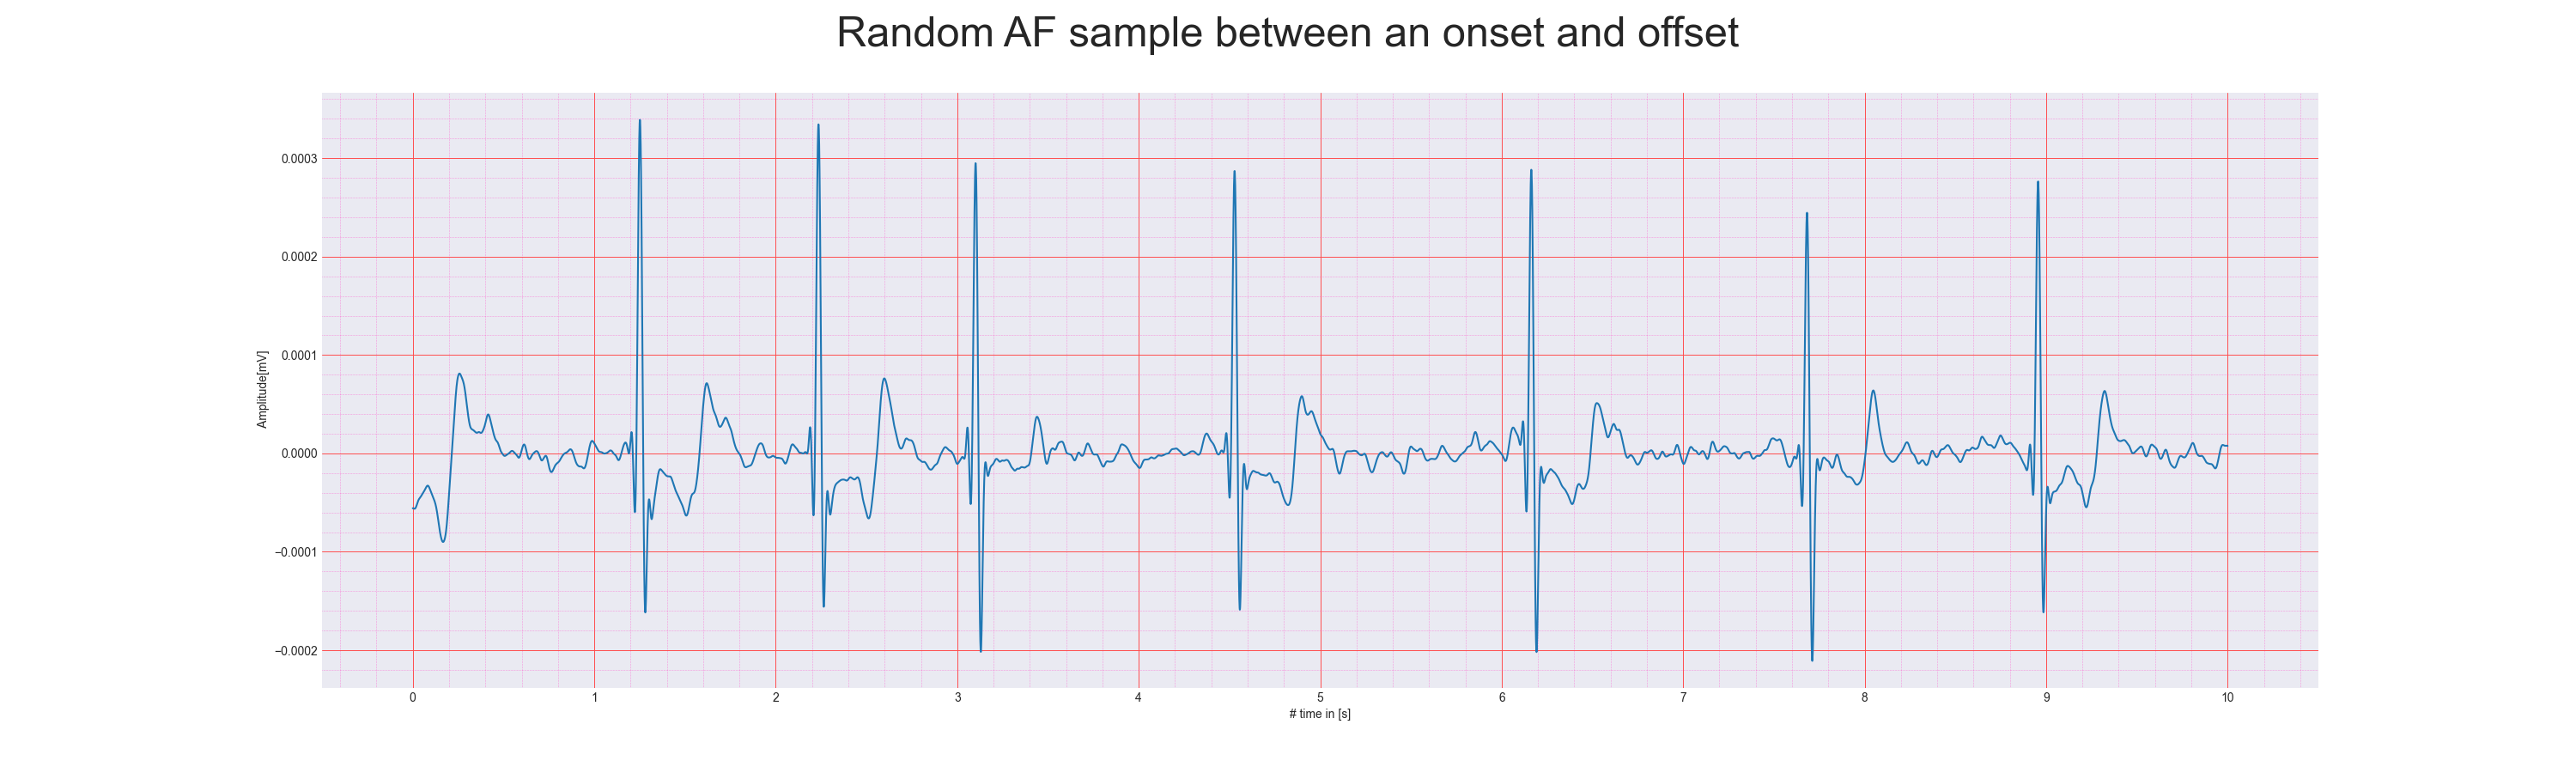 Random AF sample between an onset and offset
0.0003
0.0002
0.0001
0.0000
−0.0001
−0.0002
Amplitude[mV]
0 1 2 3 4 5 6 7 8 9 10
# time in [s]